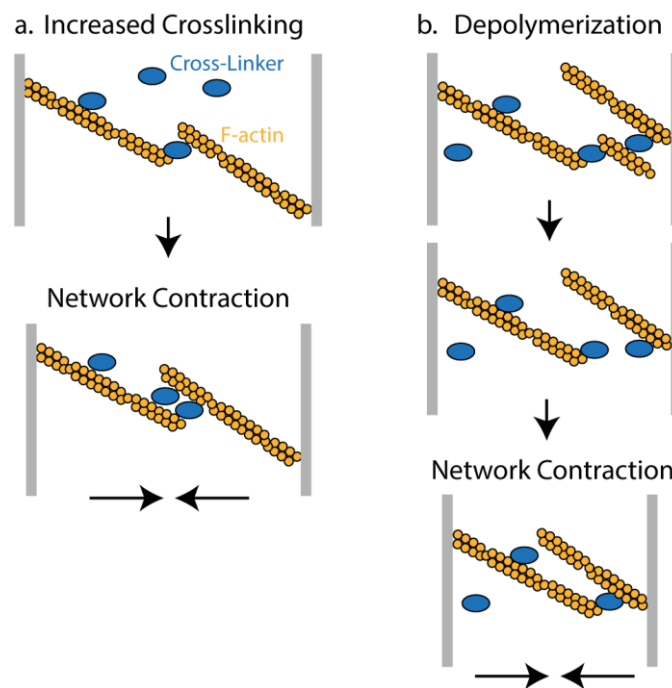 a. Increased Crosslinking
Cross-Linker
F-actin
Network Contraction
b. Depolymerization
Network Contraction